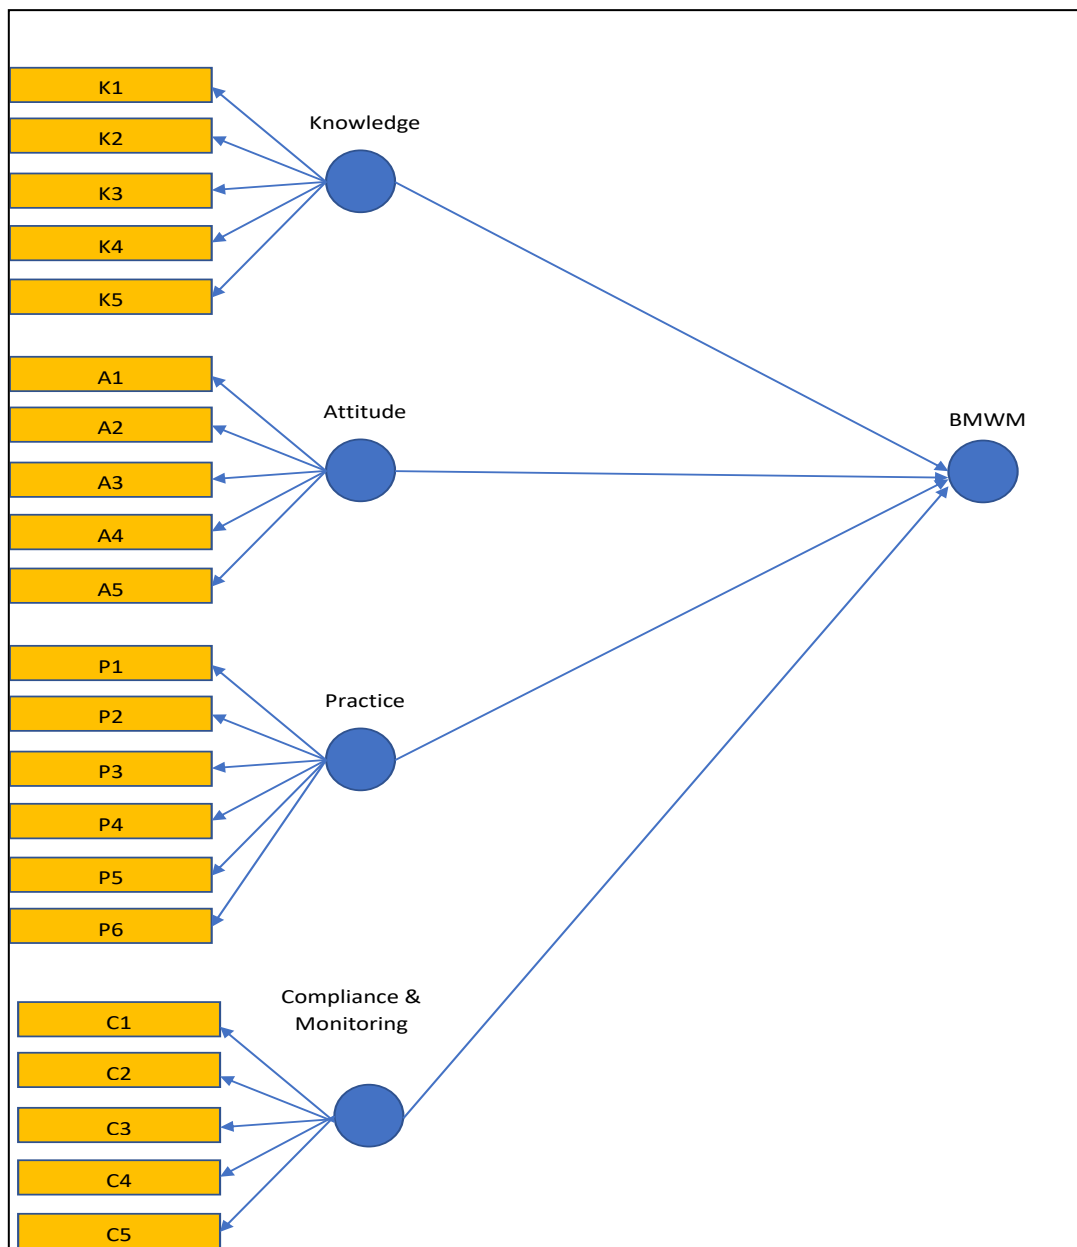 K1
K2
K3
K4
K5
Knowledge
A1
A2
A3
A4
A5
Attitude
BMWM
P1
P2
P3
P4
P5
P6
Practice
C1
C2
C3
C4
C5
Compliance &
Monitoring